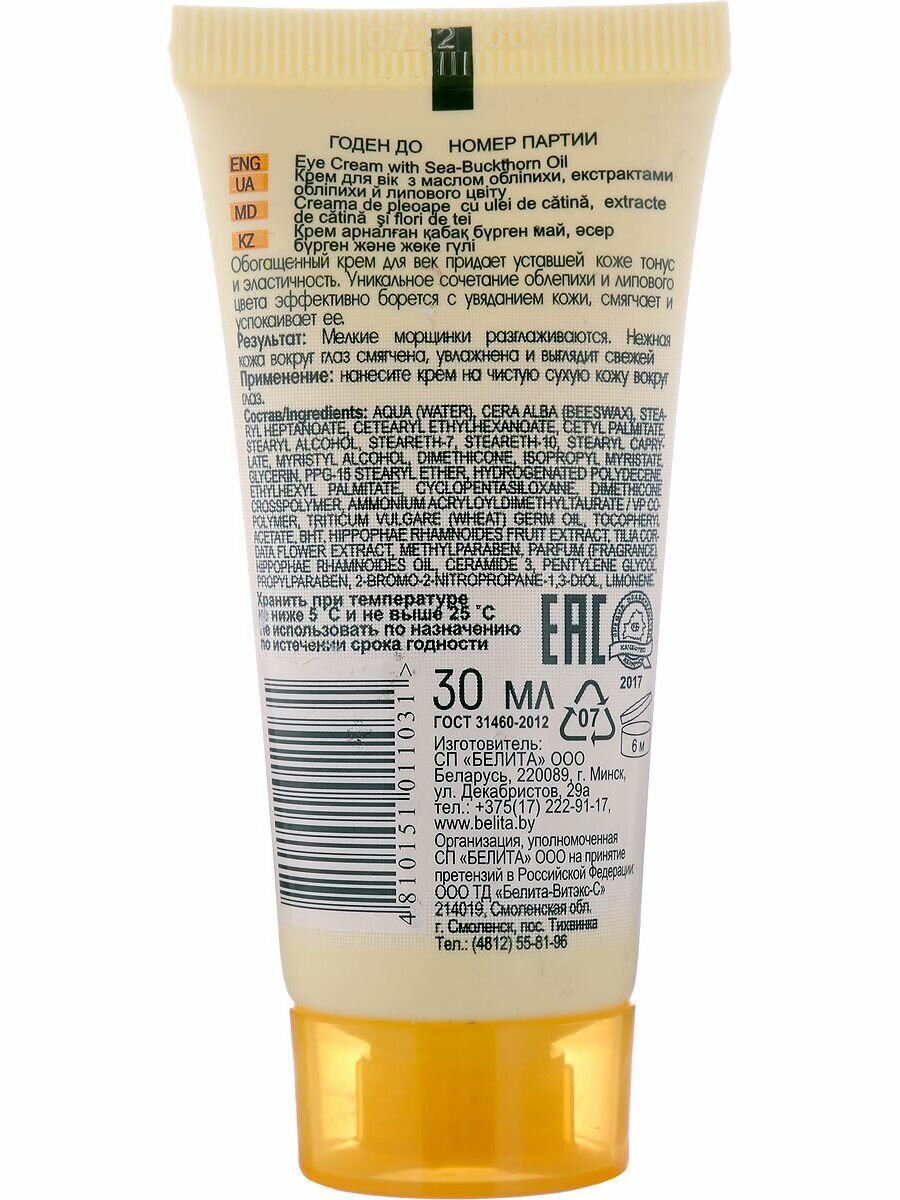 2
III
ГОДЕН ДО НОМЕР ПАРТИИ
ENG Eye Cream with Sea-Buckthorn Oil
UA Крем для вік з маслом обліпихи, екстрактами
обліпихи й липового цвіту
MD Crema de pleoape cu ulei de cătină, extracte
de cătină și flori de tei
KZ Крем арналған қабақ бүрген май, әсер
бүрген және жөке гүлі
Обогащенный крем для век придает уставшей коже тонус
и эластичность. Уникальное сочетание облепихи и липового
цвета эффективно борется с увяданием кожи, смягчает и
успокаивает ее.
Результат: Мелкие морщинки разглаживаются. Нежная
кожа вокруг глаз смягчена, увлажнена и выглядит свежей
Применение: нанесите крем на чистую сухую кожу вокруг
глаз.
Состав/Ingredients: AQUA (WATER), CERA ALBA (BEESWAX), STEA-
RYL HEPTANOATE, CETEARYL ETHYLHEXANOATE, CETYL PALMITATE,
STEARYL ALCOHOL, STEARETH-7, STEARETH-10, STEARYL CAPRY-
LATE, MYRISTYL ALCOHOL, DIMETHICONE, ISOPROPYL MYRISTATE,
GLYCERIN, PPG-15 STEARYL ETHER, HYDROGENATED POLYDECENE,
ETHYLHEXYL PALMITATE, CYCLOPENTASILOXANE, DIMETHICONE
CROSSPOLYMER, AMMONIUM ACRYLOYLDIMETHYLTAURATE / VP CO-
POLYMER, TRITICUM VULGARE (WHEAT) GERM OIL, TOCOPHERYL
ACETATE, BHT, HIPPOPHAE RHAMNOIDES FRUIT EXTRACT, TILIA COR-
DATA FLOWER EXTRACT, METHYLPARABEN, PARFUM (FRAGRANCE),
HIPPOPHAE RHAMNOIDES OIL, CERAMIDE 3, PENTYLENE GLYCOL,
PROPYLPARABEN, 2-BROMO-2-NITROPROPANE-1,3-DIOL, LIMONENE.
Хранить при температуре
не ниже 5 °С и не выше 25 °С
Не использовать по назначению
по истечении срока годности
EAC
КАЧЕСТВО
2017
30 МЛ
ГОСТ 31460-2012
07
6 м
4 810151 011031 >
Изготовитель:
СП «БЕЛИТА» ООО
Беларусь, 220089, г. Минск,
ул. Декабристов, 29а
тел.: +375(17) 222-91-17,
www.belita.by
Организация, уполномоченная
СП «БЕЛИТА» ООО на принятие
претензий в Российской Федерации:
ООО ТД «Белита-Витэкс-С»
214019, Смоленская обл.
г. Смоленск, пос. Тихвинка
Тел.: (4812) 55-81-96